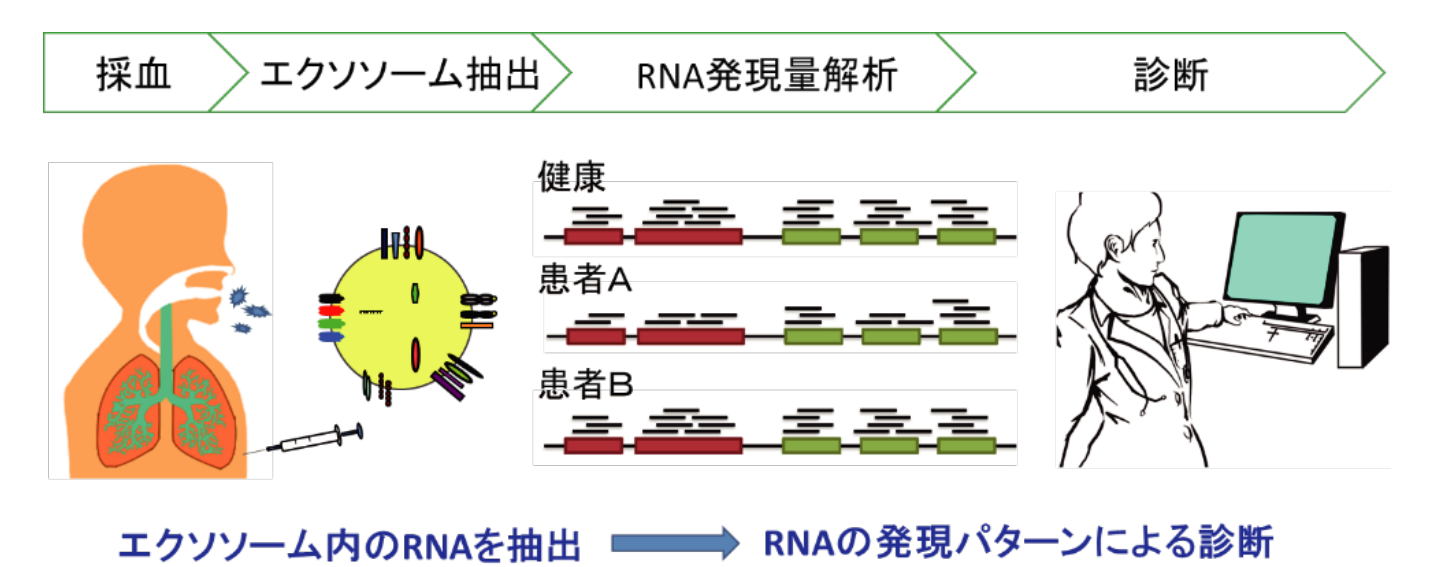 採血
エクソソーム抽出
RNA発現量解析
診断
健康
患者A
患者B
エクソソーム内のRNAを抽出
RNAの発現パターンによる診断